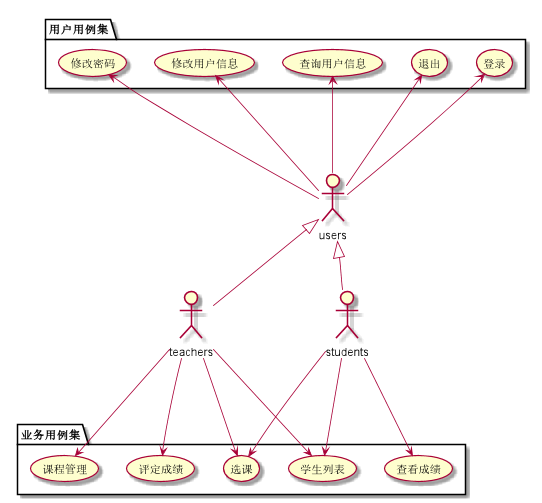 用户用例集
修改密码
修改用户信息
查询用户信息
退出
登录
users
teachers
students
业务用例集
课程管理
评定成绩
选课
学生列表
查看成绩